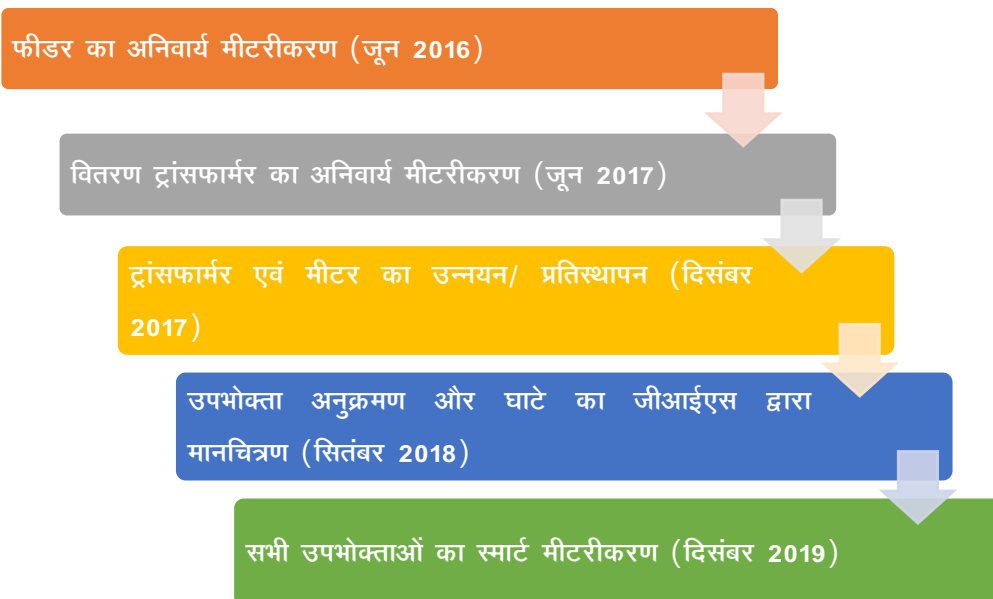 फीडर का अनिवार्य मीटरीकरण (जून 2016)
वितरण ट्रांसफार्मर का अनिवार्य मीटरीकरण (जून 2017)
ट्रांसफार्मर एवं मीटर का उन्नयन/ प्रतिस्थापन (दिसंबर
2017)
उपभोक्ता अनुक्रमण और घाटे का जीआईएस द्वारा
मानचित्रण (सितंबर 2018)
सभी उपभोक्ताओं का स्मार्ट मीटरीकरण (दिसंबर 2019)